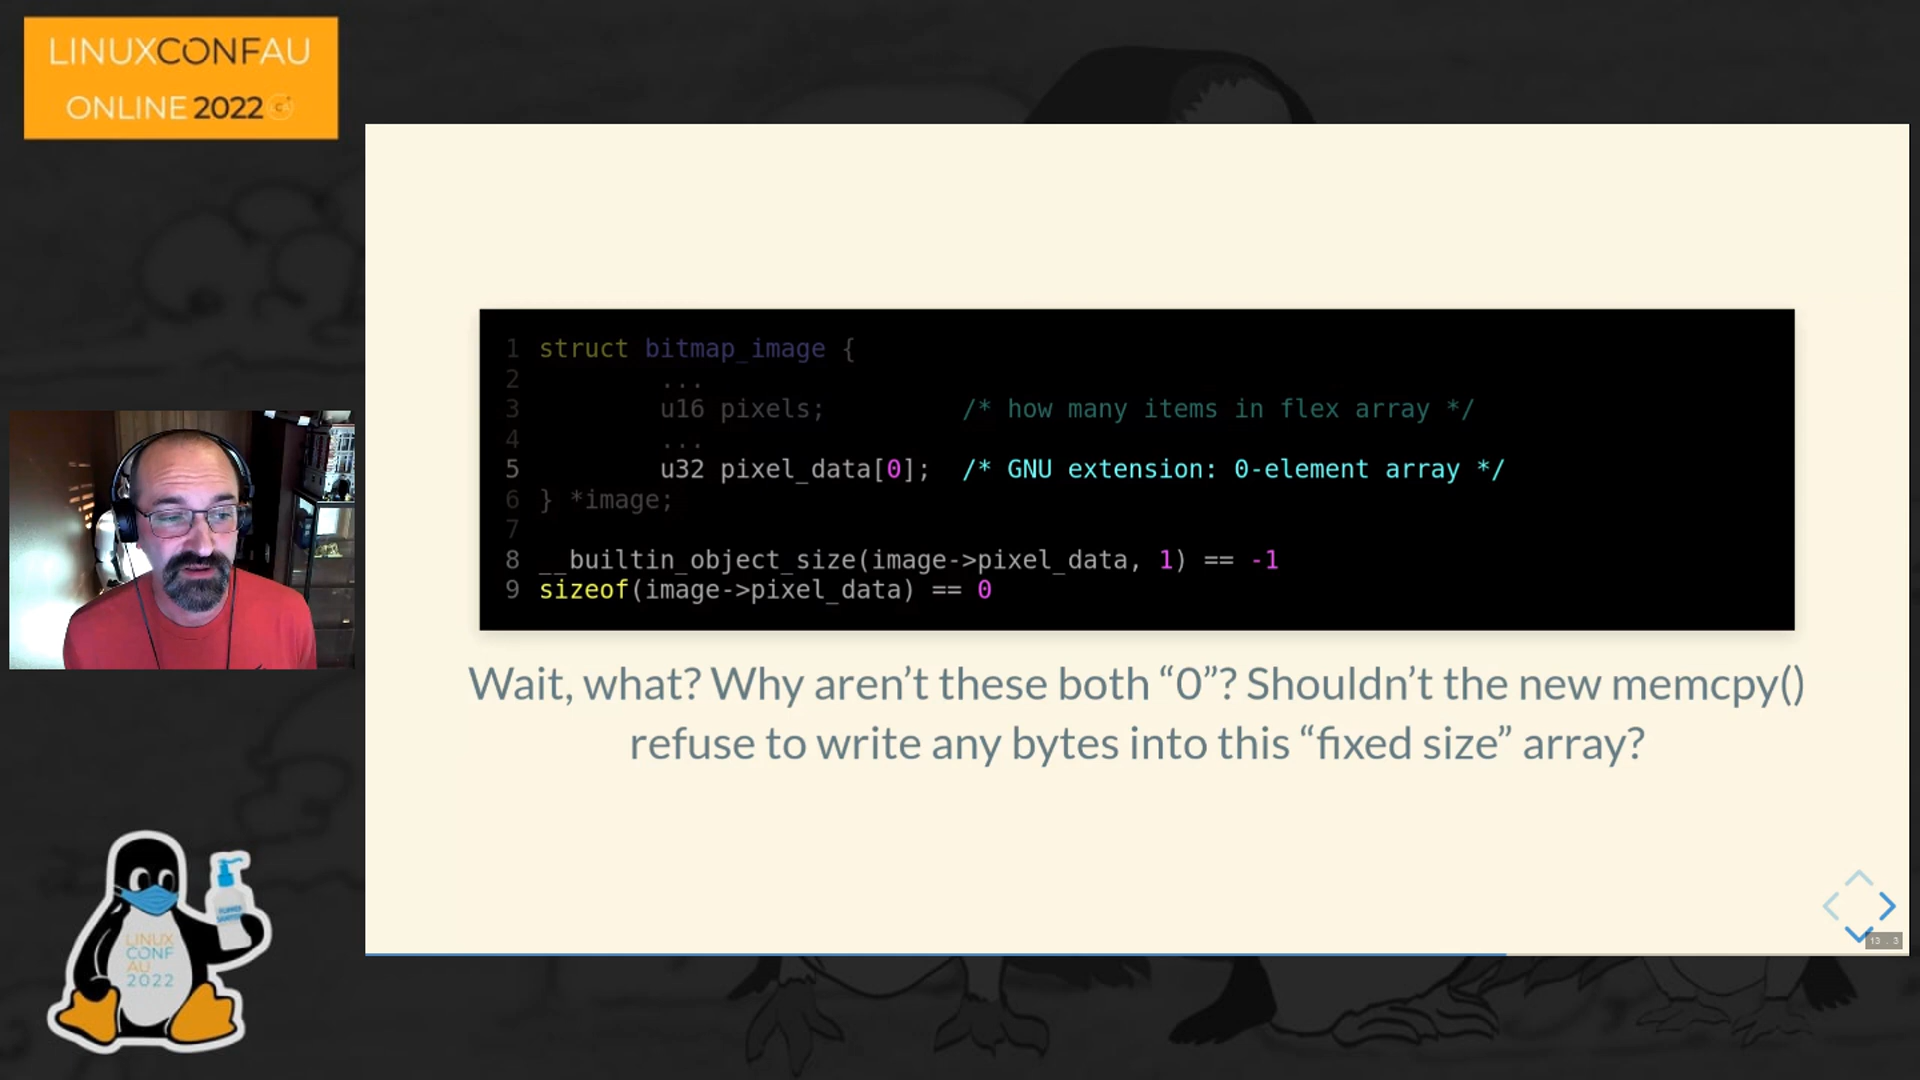 LINUXCONFAU
ONLINE 2022
1 struct bitmap_image {
2         ...
3         u16 pixels;         /* how many items in flex array */
4         ...
5         u32 pixel_data[0];  /* GNU extension: 0-element array */
6 } *image;
7
8 __builtin_object_size(image->pixel_data, 1) == -1
9 sizeof(image->pixel_data) == 0
Wait, what? Why aren’t these both “0”? Shouldn’t the new memcpy()
refuse to write any bytes into this “fixed size” array?
LINUX
CONF
AU
2022
13 . 3